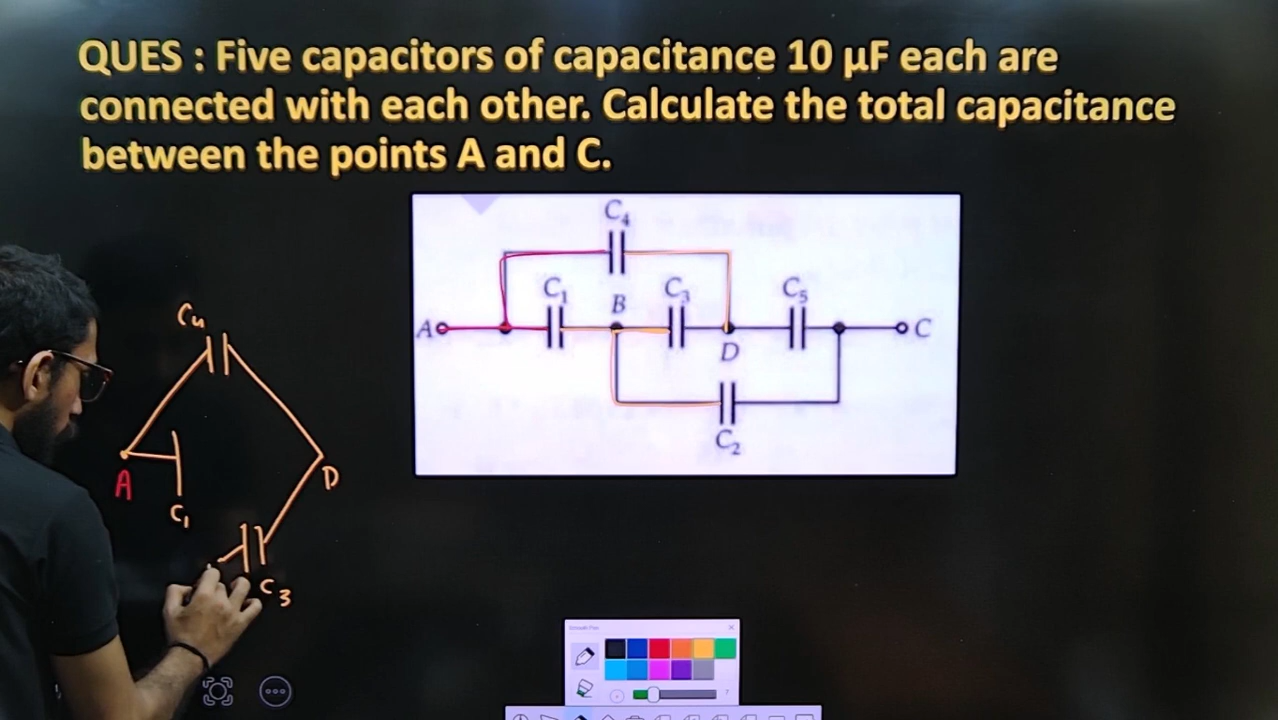 QUES : Five capacitors of capacitance 10 µF each are
connected with each other. Calculate the total capacitance
between the points A and C.
C₄
C₁
B
C₃
C₅
A
C
D
C₂
C₄
A
D
C₁
C₃